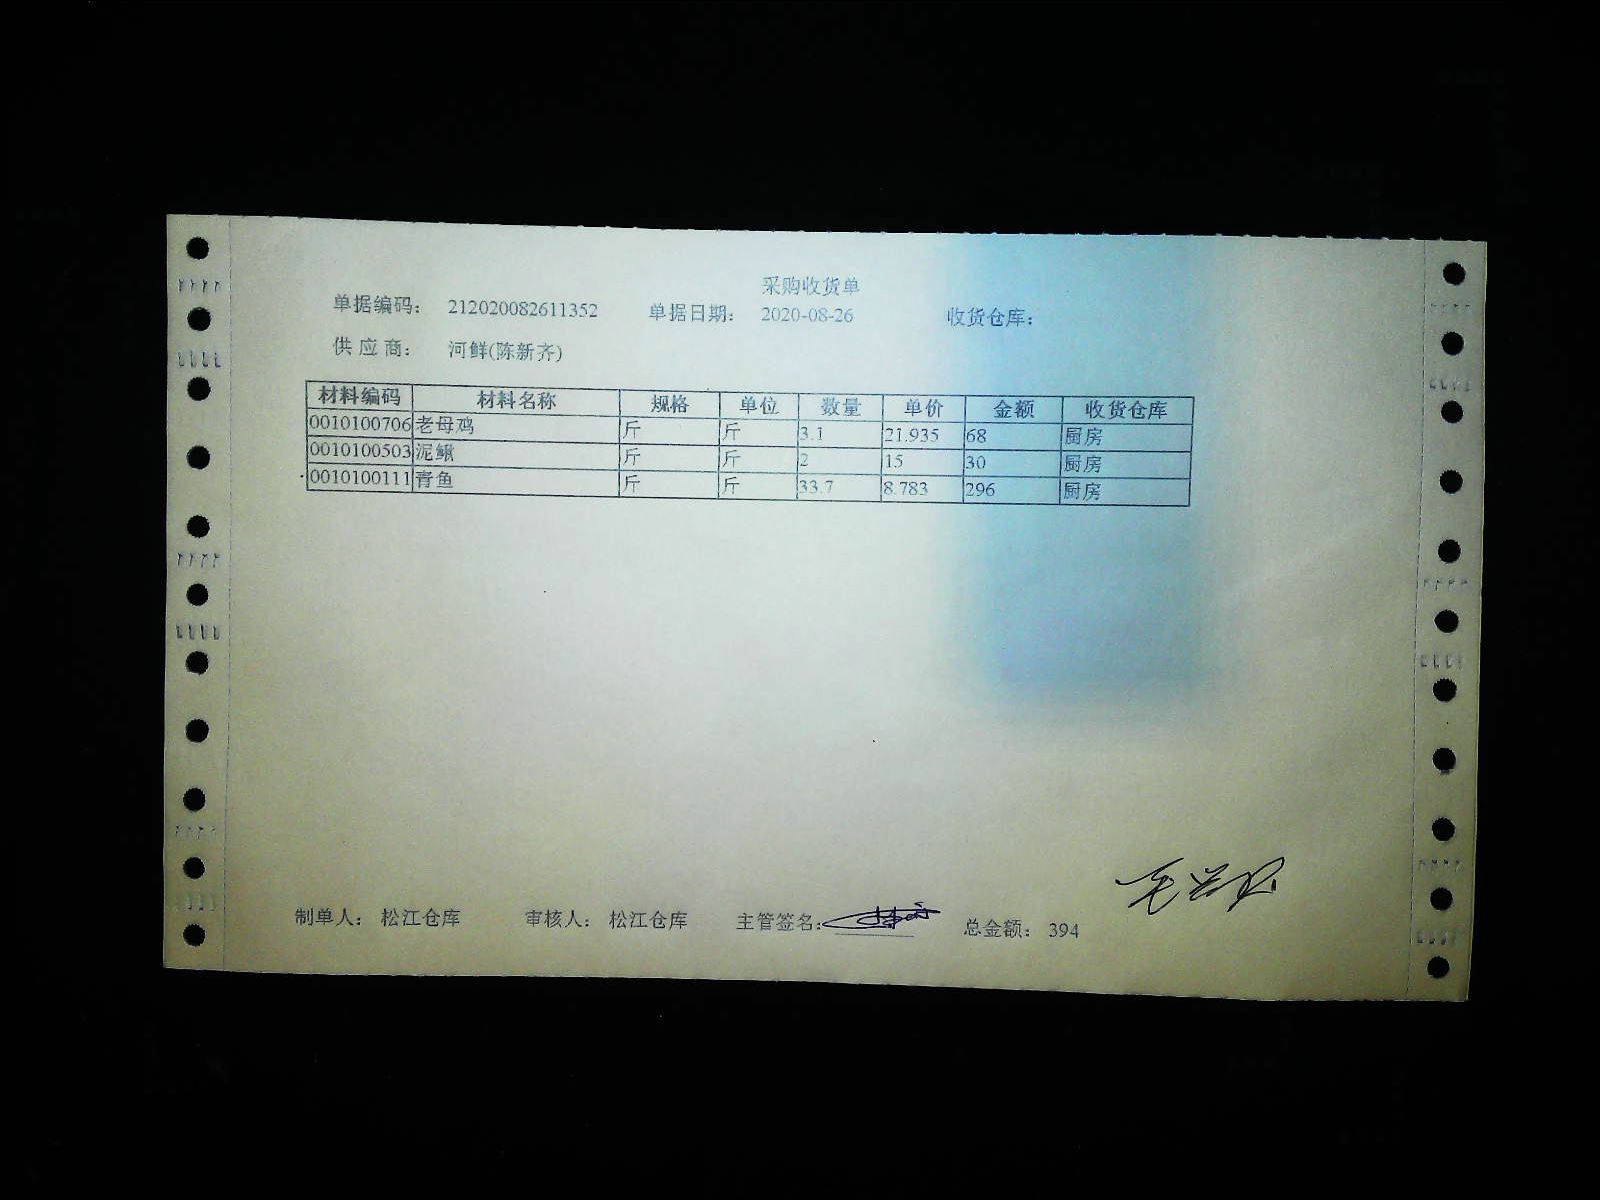 采购收货单
单据编码： 212020082611352 单据日期： 2020-08-26 收货仓库：
供应商： 河鲜(陈新齐)
材料编码 材料名称 规格 单位 数量 单价 金额 收货仓库
0010100706 老母鸡 斤 斤 3.1 21.935 68 厨房
0010100503 泥鳅 斤 斤 2 15 30 厨房
0010100111 青鱼 斤 斤 33.7 8.783 296 厨房
制单人： 松江仓库 审核人： 松江仓库 主管签名： 总金额： 394